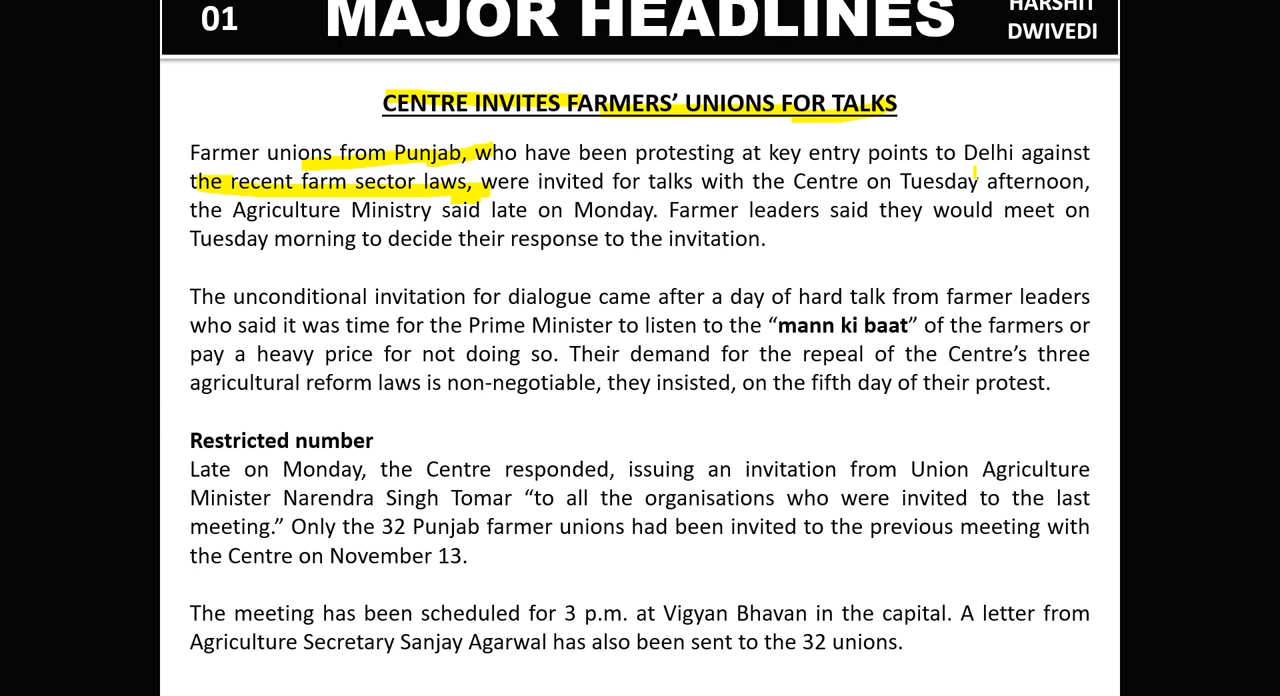 01
MAJOR HEADLINES
HARSHIT
DWIVEDI
CENTRE INVITES FARMERS’ UNIONS FOR TALKS
Farmer unions from Punjab, who have been protesting at key entry points to Delhi against
the recent farm sector laws, were invited for talks with the Centre on Tuesday afternoon,
the Agriculture Ministry said late on Monday. Farmer leaders said they would meet on
Tuesday morning to decide their response to the invitation.
The unconditional invitation for dialogue came after a day of hard talk from farmer leaders
who said it was time for the Prime Minister to listen to the “mann ki baat” of the farmers or
pay a heavy price for not doing so. Their demand for the repeal of the Centre’s three
agricultural reform laws is non-negotiable, they insisted, on the fifth day of their protest.
Restricted number
Late on Monday, the Centre responded, issuing an invitation from Union Agriculture
Minister Narendra Singh Tomar “to all the organisations who were invited to the last
meeting.” Only the 32 Punjab farmer unions had been invited to the previous meeting with
the Centre on November 13.
The meeting has been scheduled for 3 p.m. at Vigyan Bhavan in the capital. A letter from
Agriculture Secretary Sanjay Agarwal has also been sent to the 32 unions.